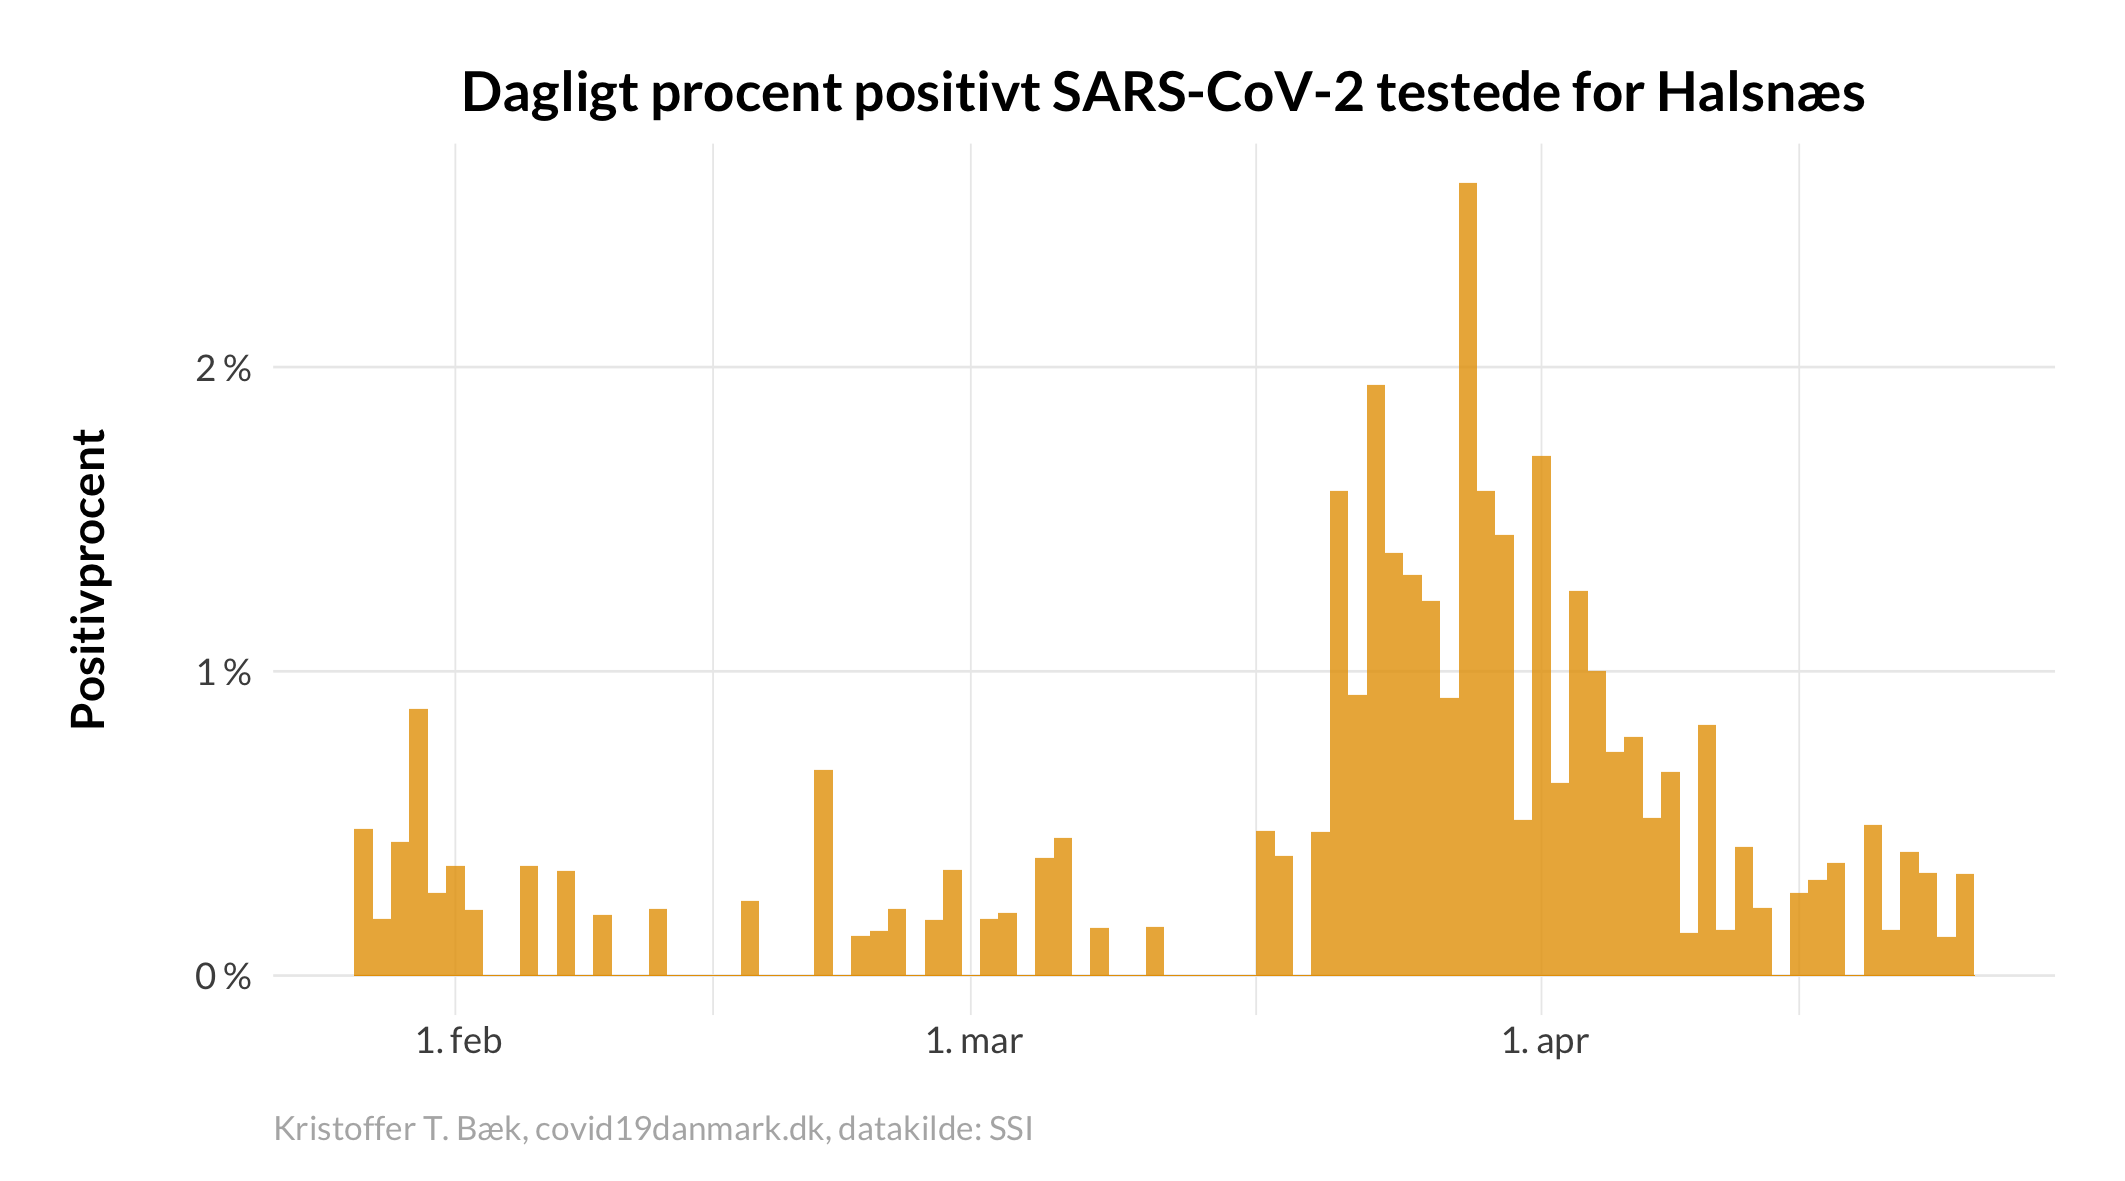 Dagligt procent positivt SARS-CoV-2 testede for Halsnæs
Positivprocent
2 %
1 %
0 %
1. feb
1. mar
1. apr
Kristoffer T. Bæk, covid19danmark.dk, datakilde: SSI